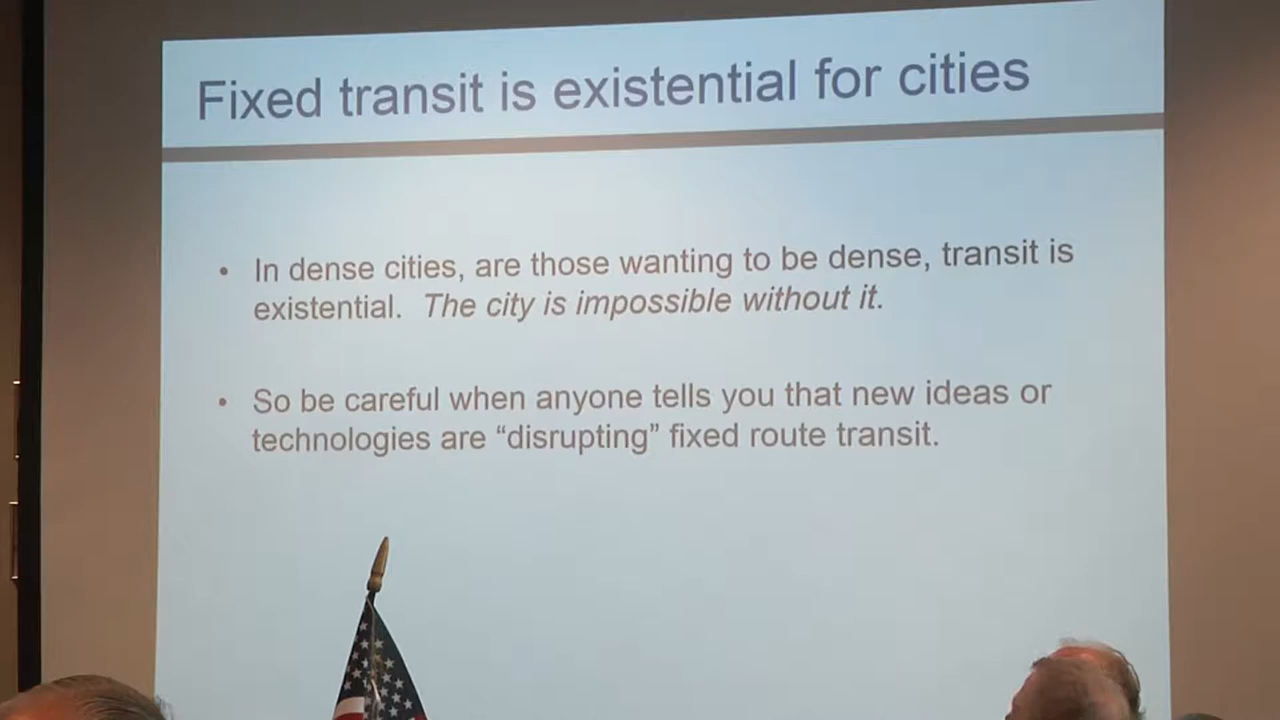 Fixed transit is existential for cities
• In dense cities, are those wanting to be dense, transit is
existential. The city is impossible without it.
• So be careful when anyone tells you that new ideas or
technologies are “disrupting” fixed route transit.